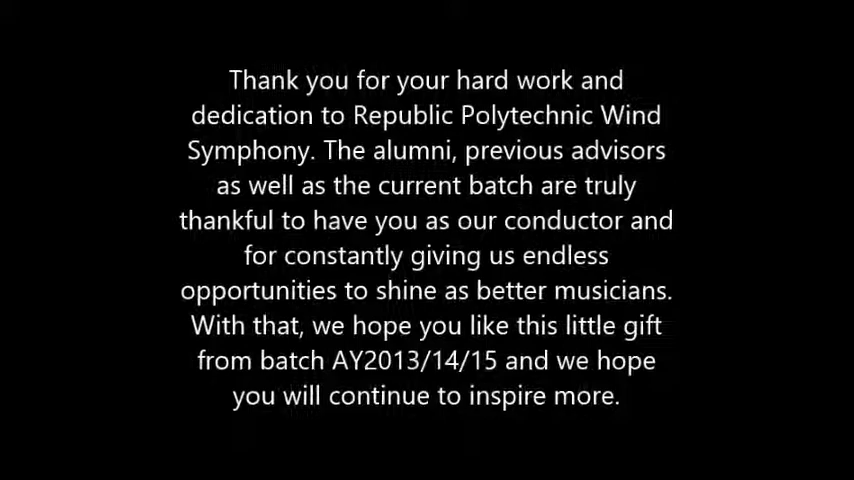 Thank you for your hard work and
dedication to Republic Polytechnic Wind
Symphony. The alumni, previous advisors
as well as the current batch are truly
thankful to have you as our conductor and
for constantly giving us endless
opportunities to shine as better musicians.
With that, we hope you like this little gift
from batch AY2013/14/15 and we hope
you will continue to inspire more.